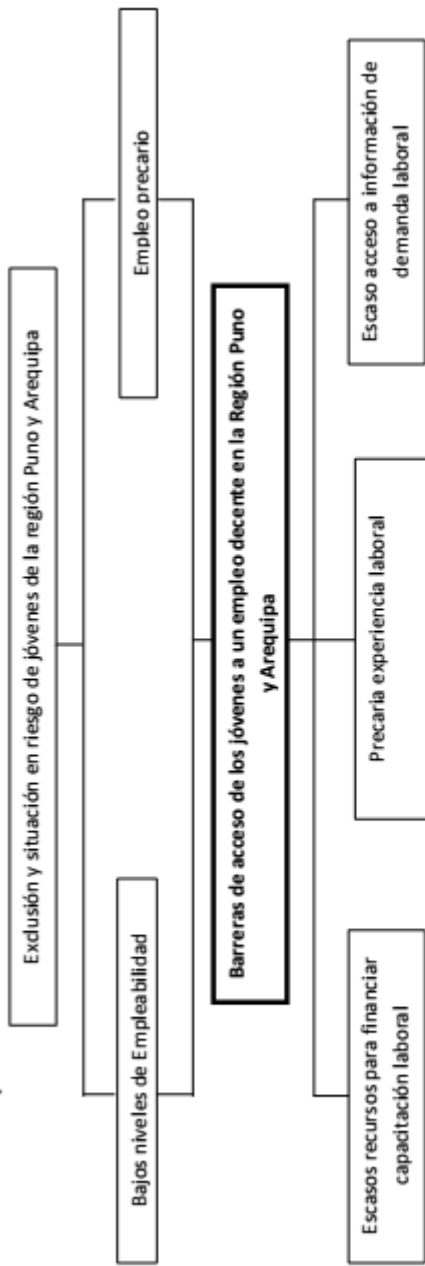 Exclusión y situación en riesgo de jóvenes de la región Puno y Arequipa
Bajos niveles de Empleabilidad
Empleo precario
Barreras de acceso de los jóvenes a un empleo decente en la Región Puno
y Arequipa
Escasos recursos para financiar
capacitación laboral
Precaria experiencia laboral
Escaso acceso a información de
demanda laboral